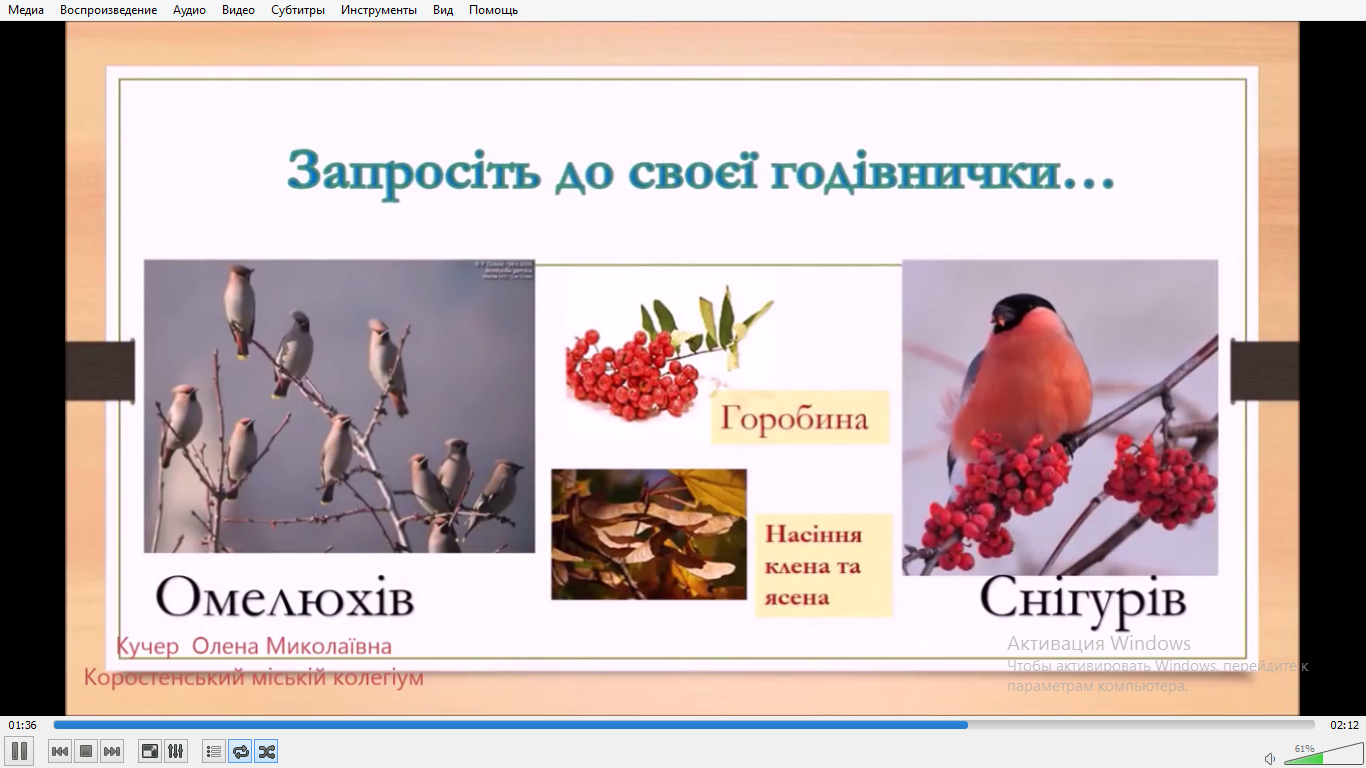 Медиа Воспроизведение Аудио Видео Субтитры Инструменты Вид Помощь
Запросіть до своєї годівнички...
Горобина
Насіння
клена та
ясена
Омелюхів
Снігурів
Кучер Олена Миколаївна
Коростенський міській колегіум
Активация Windows
Чтобы активировать Windows, перейдите к
параметрам компьютера.
01:36
02:12
61%